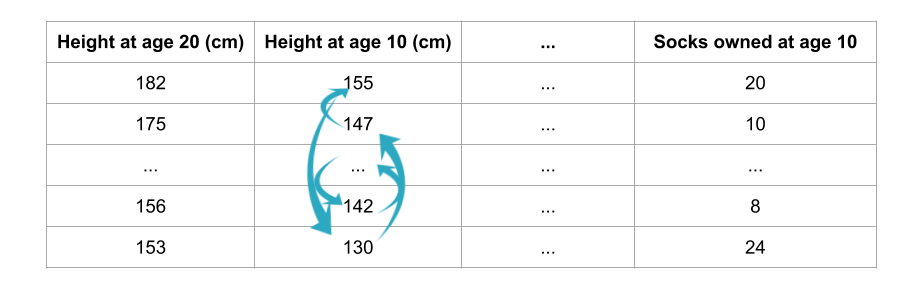 Height at age 20 (cm) Height at age 10 (cm) ... Socks owned at age 10
182 155 ... 20
175 147 ... 10
... ... ... ...
156 142 ... 8
153 130 ... 24